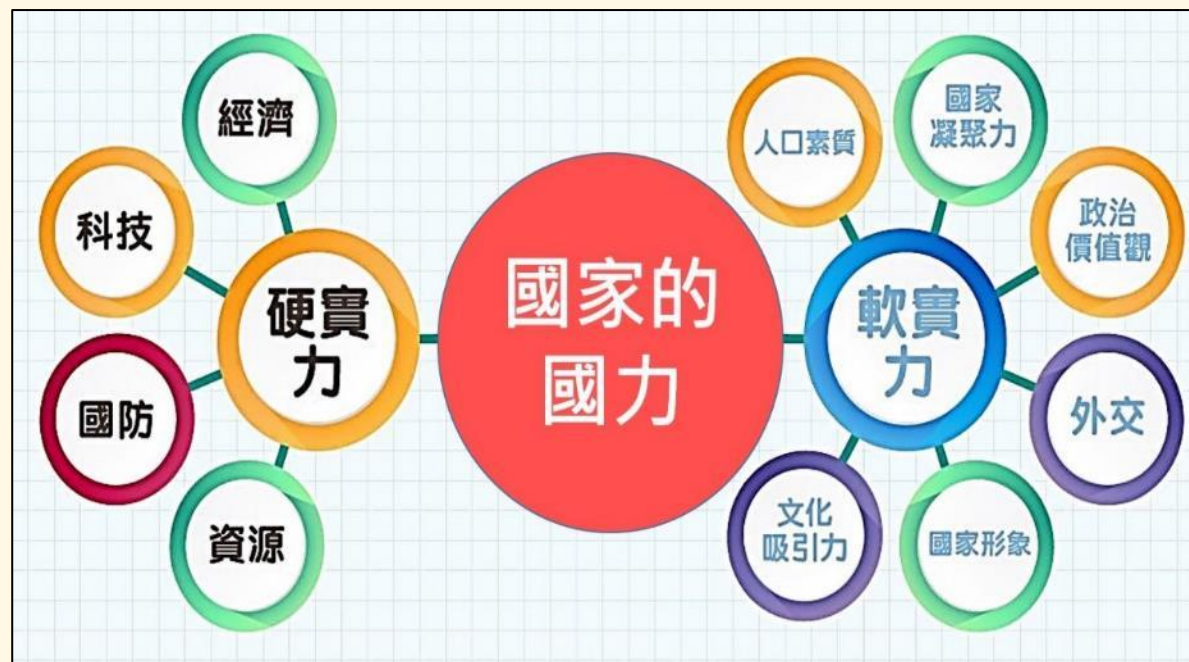 經濟
科技
國防
資源
硬實
力
國家的
國力
軟實
力
人口素質
國家
凝聚力
政治
價值觀
外交
國家形象
文化
吸引力